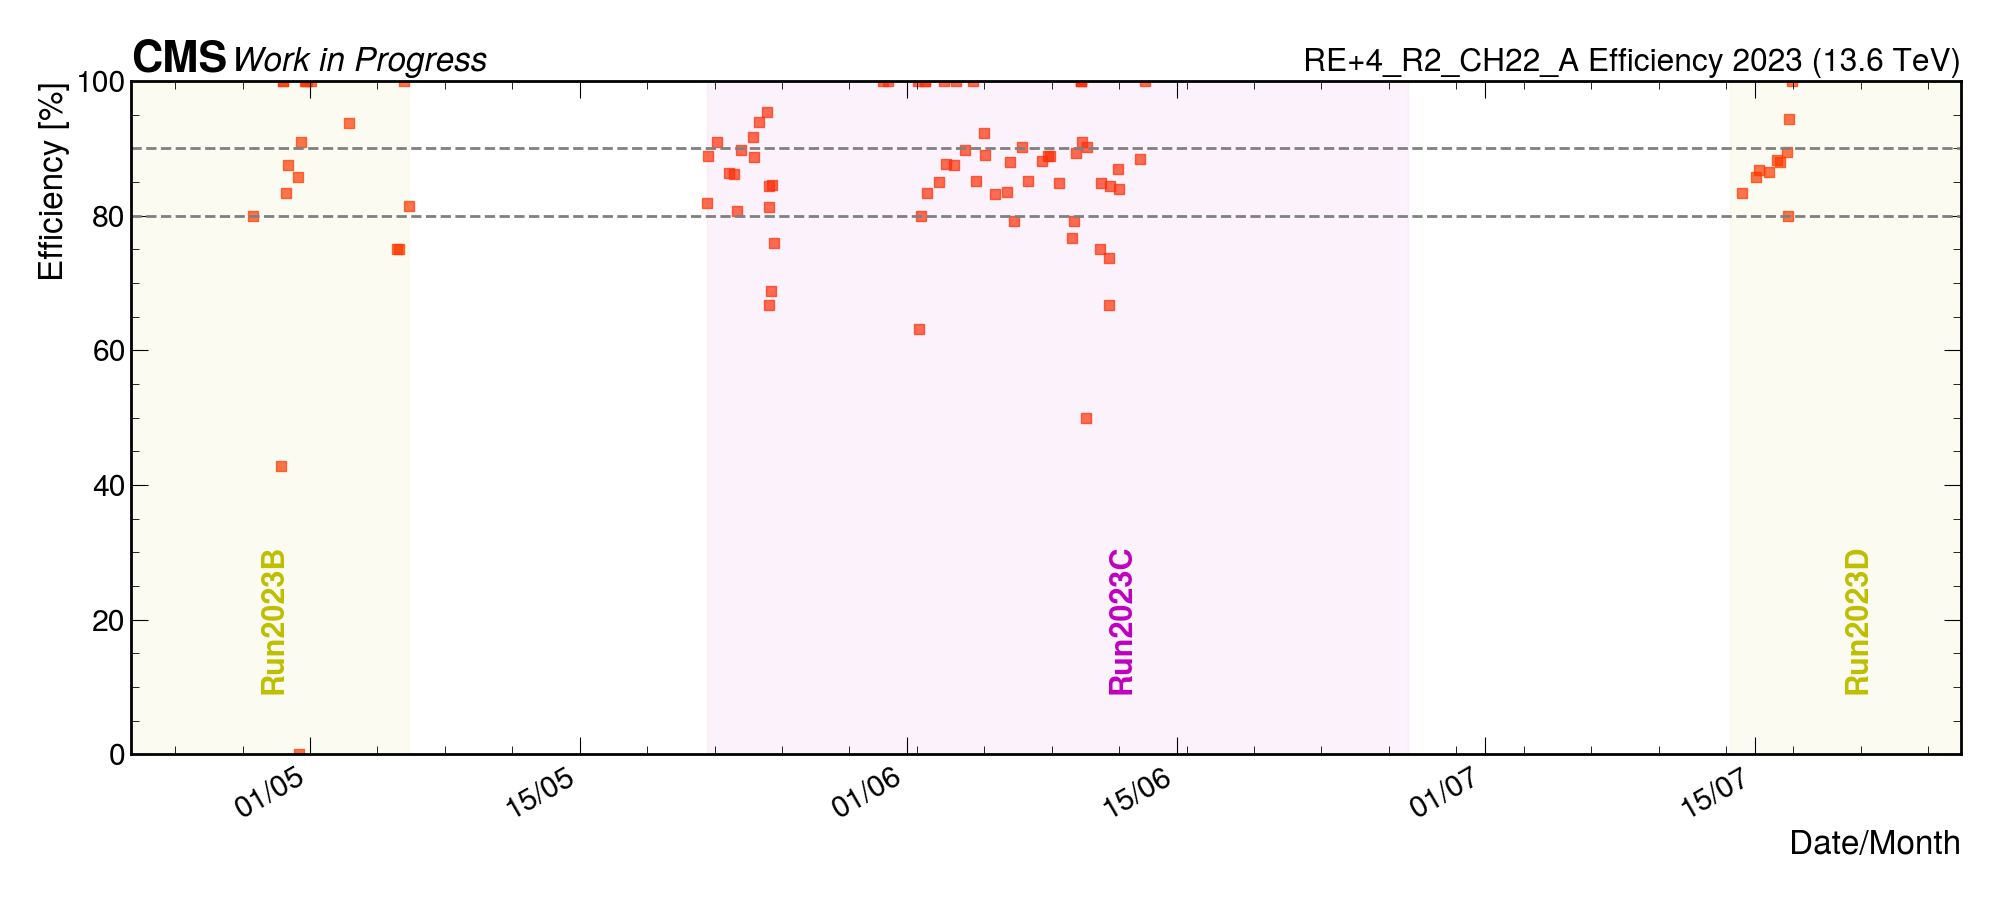 CMS Work in Progress
RE+4_R2_CH22_A Efficiency 2023 (13.6 TeV)
Efficiency [%]
100
80
60
40
20
0
Run2023B
Run2023C
Run2023D
01/05
15/05
01/06
15/06
01/07
15/07
Date/Month